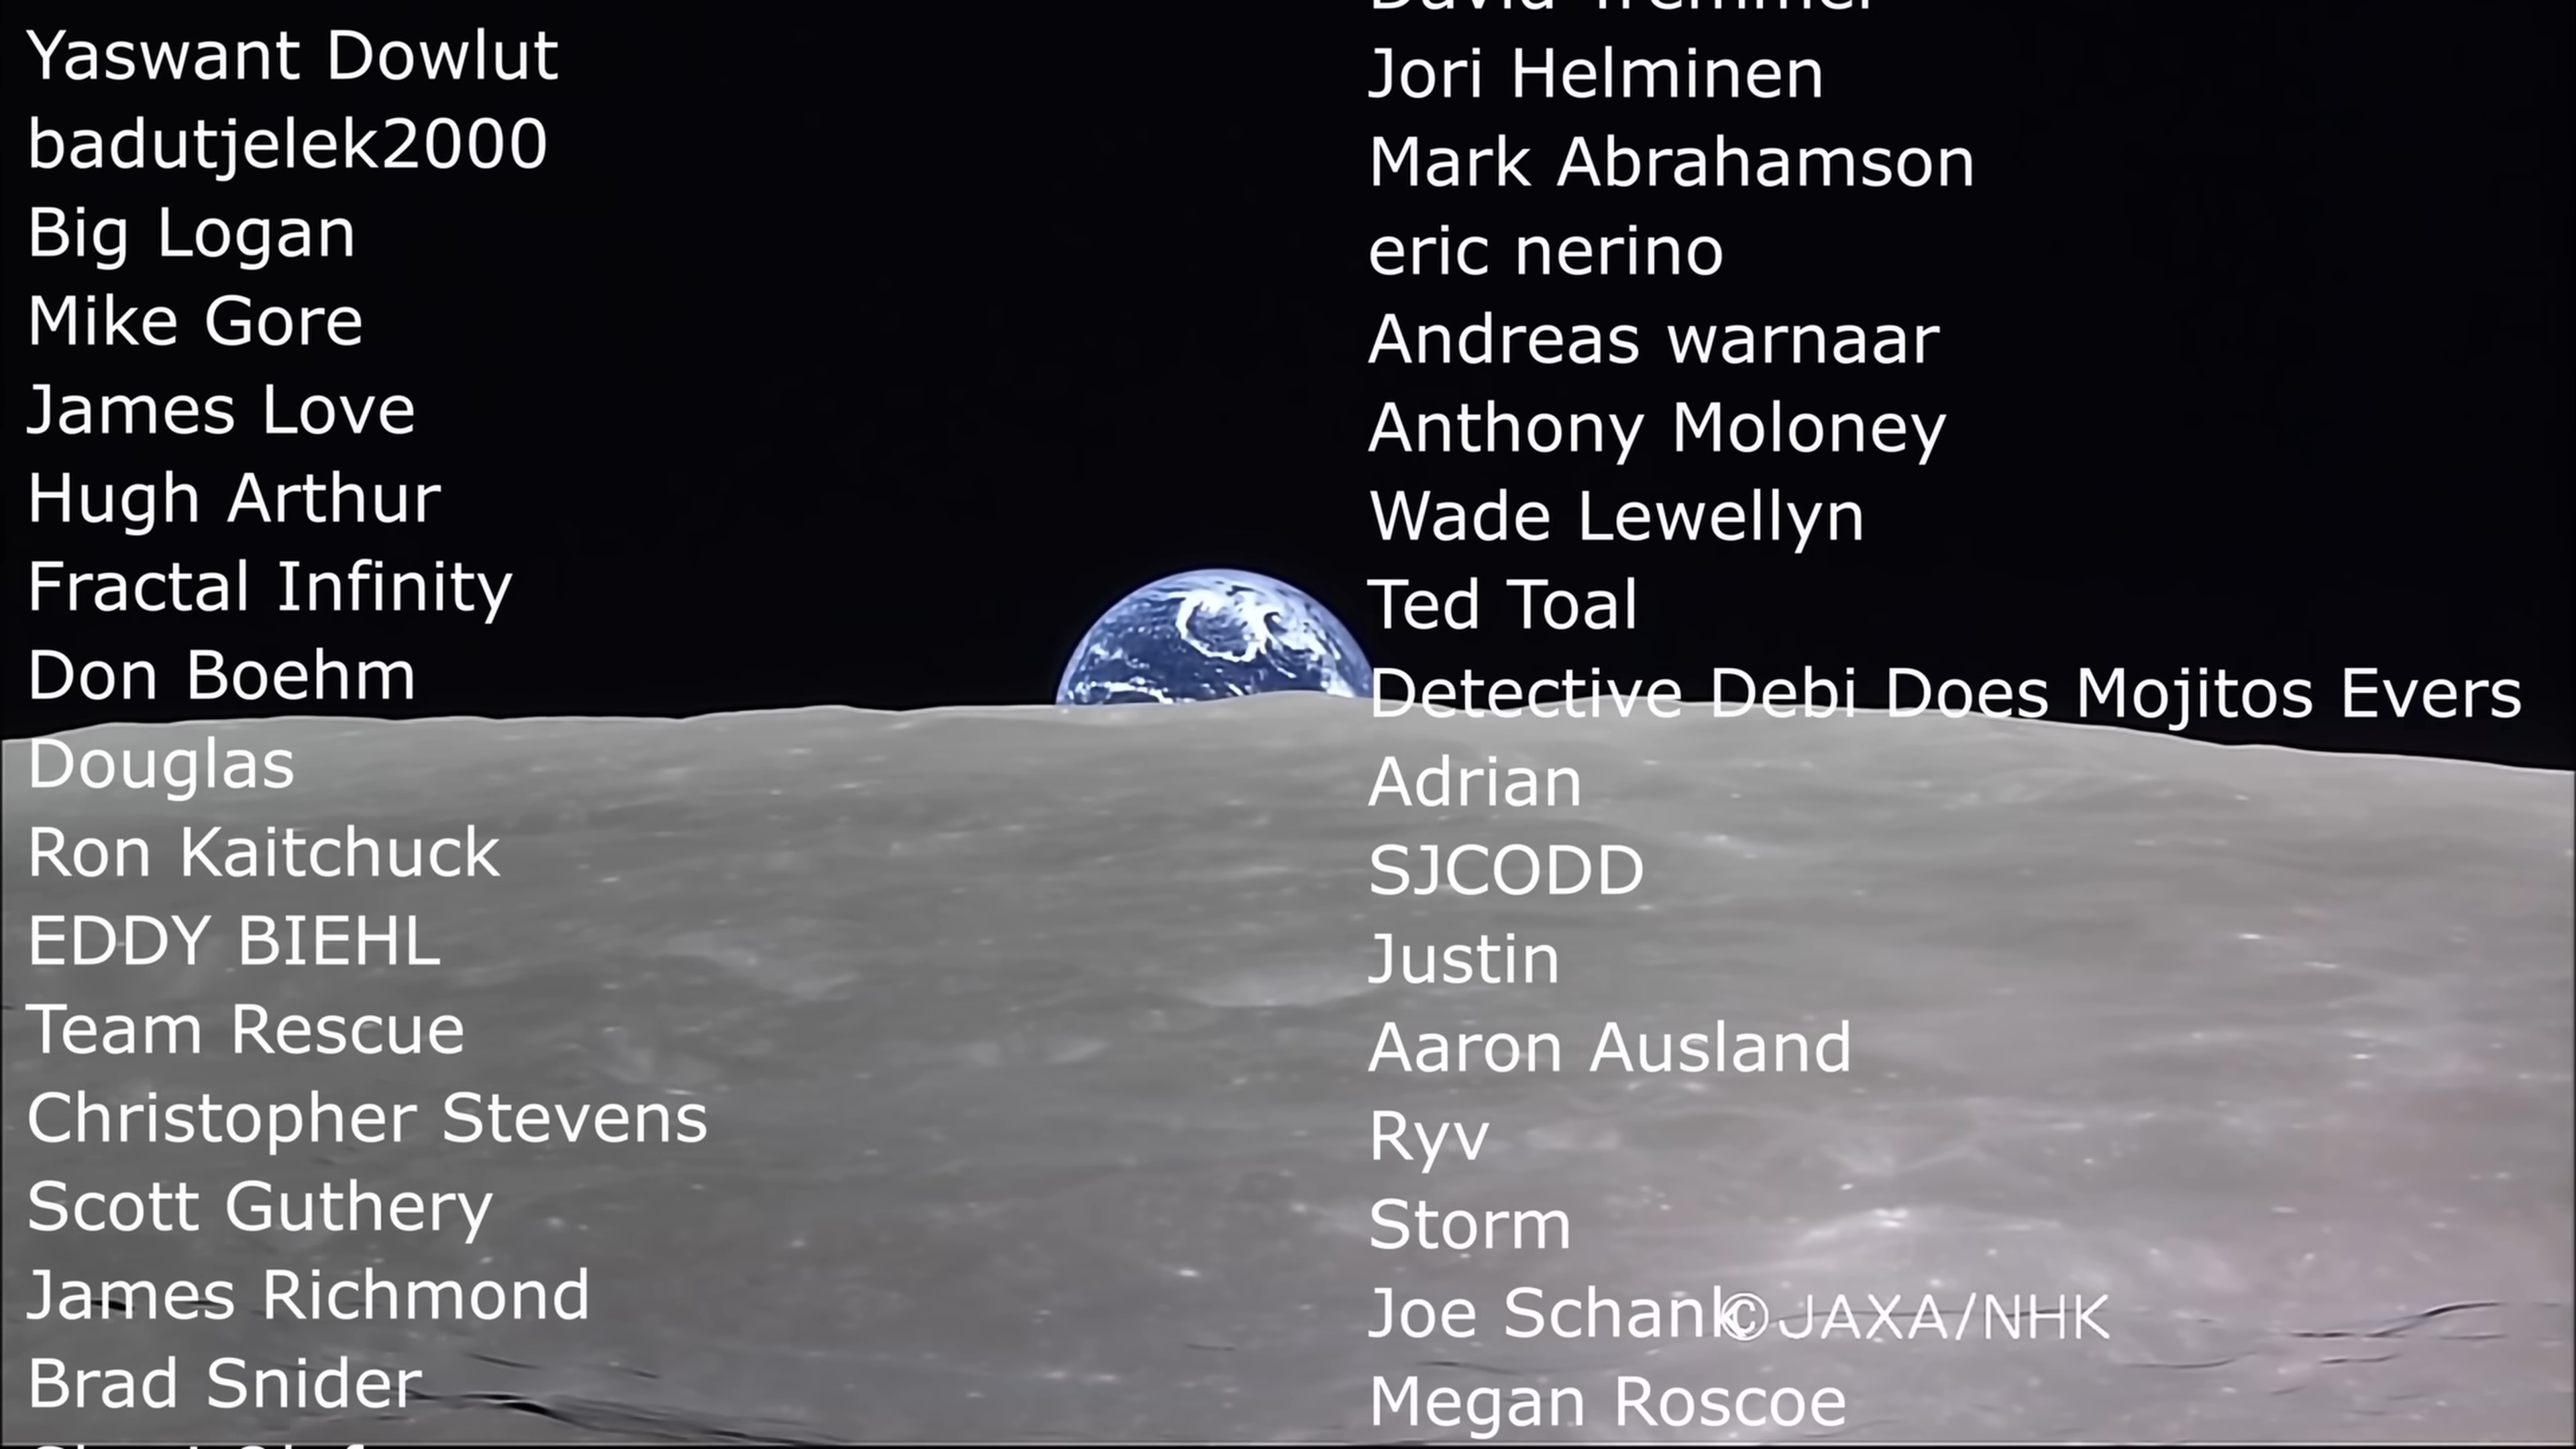 Yaswant Dowlut
badutjelek2000
Big Logan
Mike Gore
James Love
Hugh Arthur
Fractal Infinity
Don Boehm
Douglas
Ron Kaitchuck
EDDY BIEHL
Team Rescue
Christopher Stevens
Scott Guthery
James Richmond
Brad Snider
David
Jori Helminen
Mark Abrahamson
eric nerino
Andreas warnaar
Anthony Moloney
Wade Lewellyn
Ted Toal
Detective Debi Does Mojitos Evers
Adrian
SJCODD
Justin
Aaron Ausland
Ryv
Storm
Joe Schank
© JAXA/NHK
Megan Roscoe